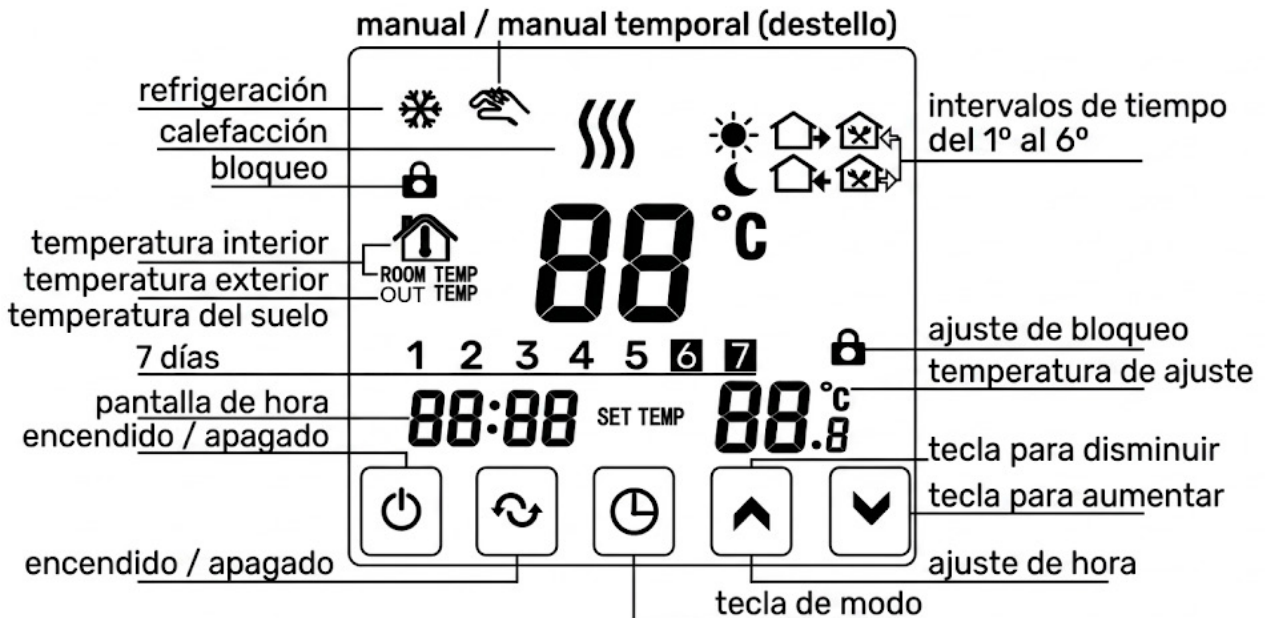 manual / manual temporal (destello)
refrigeración
calefacción
bloqueo
intervalos de tiempo
del 1º al 6º
temperatura interior
temperatura exterior
temperatura del suelo
ROOM TEMP
OUT TEMP
88 °C
7 días
1 2 3 4 5 6 7
ajuste de bloqueo
temperatura de ajuste
pantalla de hora
88:88 SET TEMP 88.8 °C
encendido / apagado
tecla para disminuir
tecla para aumentar
encendido / apagado
ajuste de hora
tecla de modo